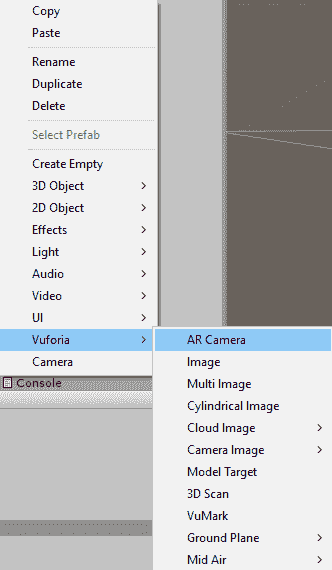 Copy
Paste
Rename
Duplicate
Delete
Select Prefab
Create Empty
3D Object
2D Object
Effects
Light
Audio
Video
UI
Vuforia
Camera
Console
AR Camera
Image
Multi Image
Cylindrical Image
Cloud Image
Camera Image
Model Target
3D Scan
VuMark
Ground Plane
Mid Air